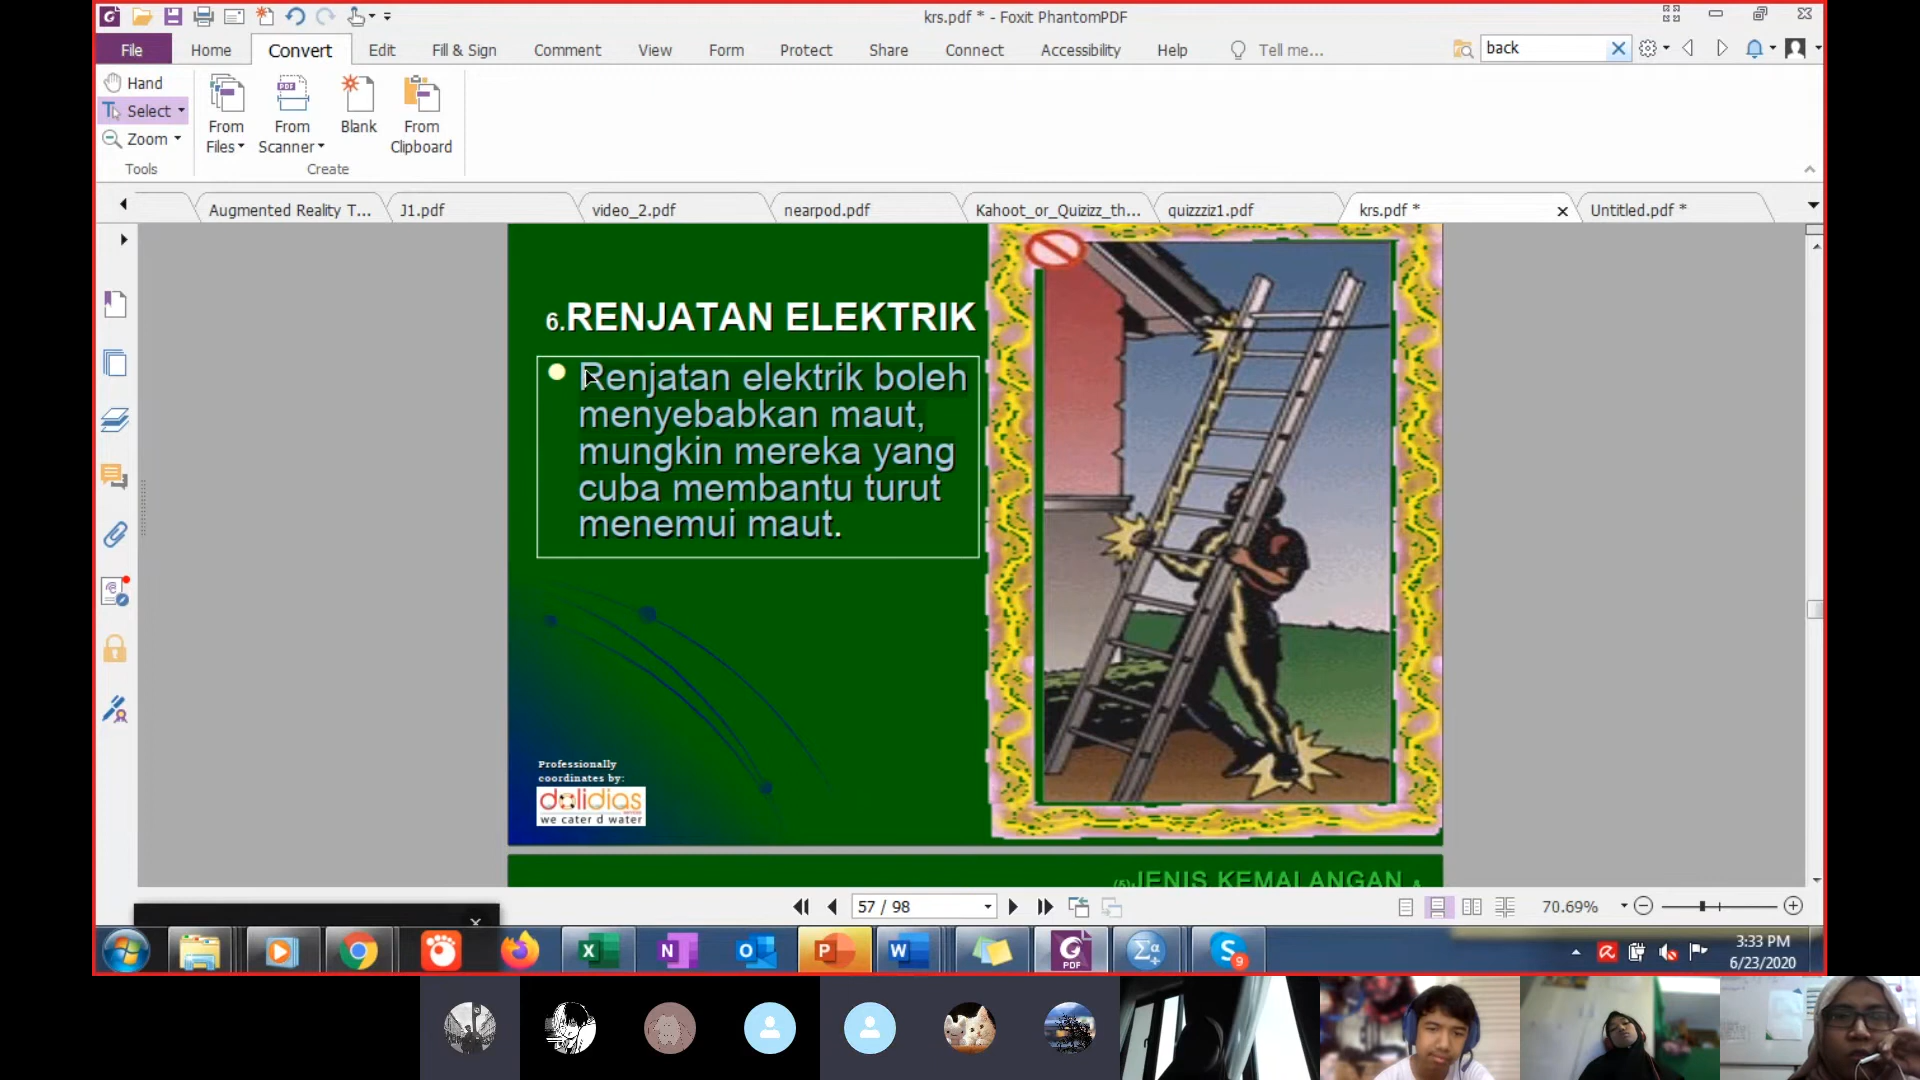 krs.pdf * - Foxit PhantomPDF
File Home Convert Edit Fill & Sign Comment View Form Protect Share Connect Accessibility Help Tell me... back
Hand
Select
Zoom
Tools
From Files
From Scanner
Blank
From Clipboard
Create
Augmented Reality T... J1.pdf video_2.pdf nearpod.pdf Kahoot_or_Quizizz_th... quizzziz1.pdf krs.pdf * Untitled.pdf *
6.RENJATAN ELEKTRIK
Renjatan elektrik boleh
menyebabkan maut,
mungkin mereka yang
cuba membantu turut
menemui maut.
Professionally
coordinates by:
dolidias
we cater d water
(5).JENIS KEMALANGAN
57 / 98
70.69%
PDF
9
3:33 PM
6/23/2020